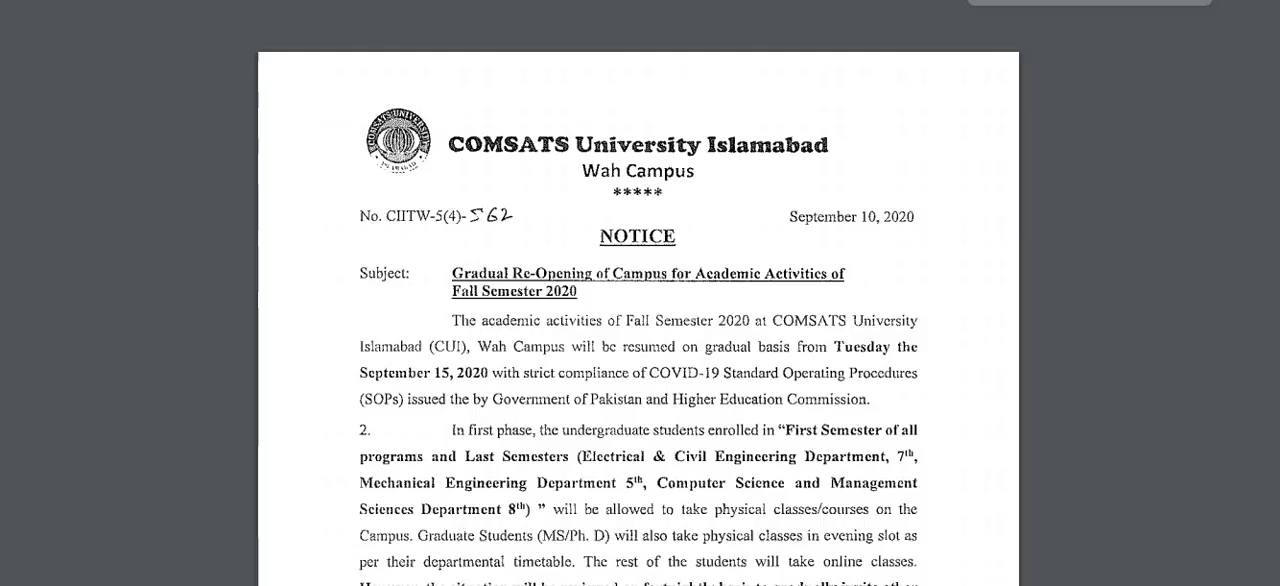 COMSATS UNIVERSITY
ISLAMABAD
COMSATS University Islamabad
Wah Campus
*****
No. CIITW-5(4)-562
September 10, 2020
NOTICE
Subject: Gradual Re-Opening of Campus for Academic Activities of
Fall Semester 2020
The academic activities of Fall Semester 2020 at COMSATS University
Islamabad (CUI), Wah Campus will be resumed on gradual basis from Tuesday the
September 15, 2020 with strict compliance of COVID-19 Standard Operating Procedures
(SOPs) issued the by Government of Pakistan and Higher Education Commission.
2. In first phase, the undergraduate students enrolled in “First Semester of all
programs and Last Semesters (Electrical & Civil Engineering Department, 7th,
Mechanical Engineering Department 5th, Computer Science and Management
Sciences Department 8th) ” will be allowed to take physical classes/courses on the
Campus. Graduate Students (MS/Ph. D) will also take physical classes in evening slot as
per their departmental timetable. The rest of the students will take online classes.